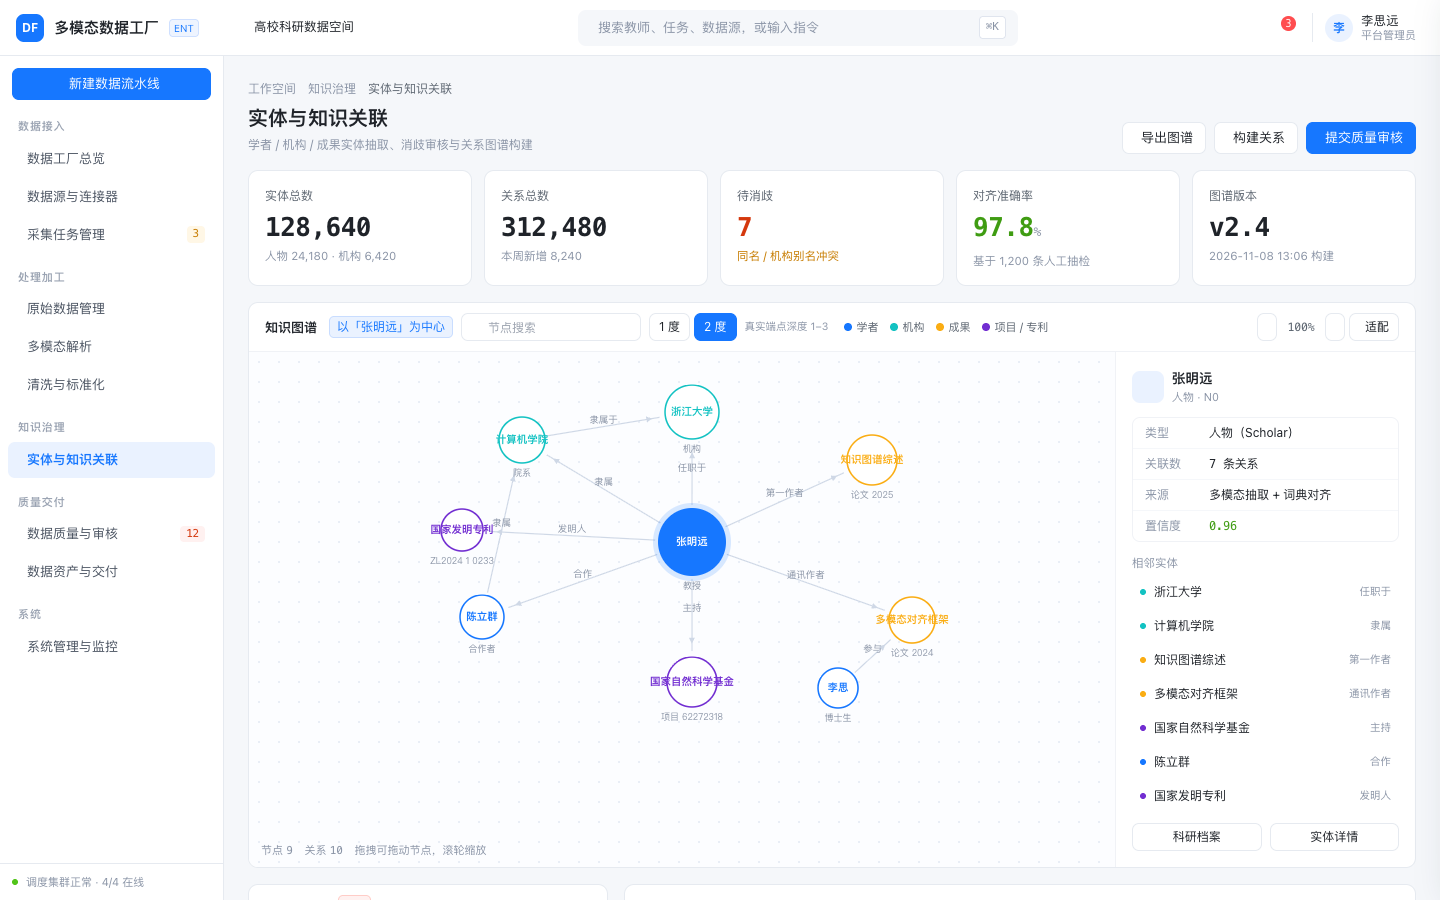 DF 多模态数据工厂 ENT
高校科研数据空间
搜索教师、任务、数据源，或输入指令 ⌘K
3
李 李思远
平台管理员
新建数据流水线
数据接入
数据工厂总览
数据源与连接器
采集任务管理 3
处理加工
原始数据管理
多模态解析
清洗与标准化
知识治理
实体与知识关联
质量交付
数据质量与审核 12
数据资产与交付
系统
系统管理与监控
调度集群正常 · 4/4 在线
工作空间 知识治理 实体与知识关联
实体与知识关联
学者 / 机构 / 成果实体抽取、消歧审核与关系图谱构建
导出图谱 构建关系 提交质量审核
实体总数
128,640
人物 24,180 · 机构 6,420
关系总数
312,480
本周新增 8,240
待消歧
7
同名 / 机构别名冲突
对齐准确率
97.8%
基于 1,200 条人工抽检
图谱版本
v2.4
2026-11-08 13:06 构建
知识图谱 以「张明远」为中心 节点搜索 1 度 2 度 真实端点深度 1–3 学者 机构 成果 项目 / 专利 100% 适配
浙江大学
机构
隶属于
计算机学院
院系
任职于
知识图谱综述
论文 2025
隶属
第一作者
国家发明专利
ZL2024 1 0233
隶属
发明人
张明远
教授
合作
通讯作者
主持
陈立群
合作者
多模态对齐框架
论文 2024
参与
国家自然科学基金
项目 62272318
李思
博士生
节点 9 关系 10 拖拽可拖动节点，滚轮缩放
张明远
人物 · N0
类型 人物（Scholar）
关联数 7 条关系
来源 多模态抽取 + 词典对齐
置信度 0.96
相邻实体
浙江大学 任职于
计算机学院 隶属
知识图谱综述 第一作者
多模态对齐框架 通讯作者
国家自然科学基金 主持
陈立群 合作
国家发明专利 发明人
科研档案 实体详情